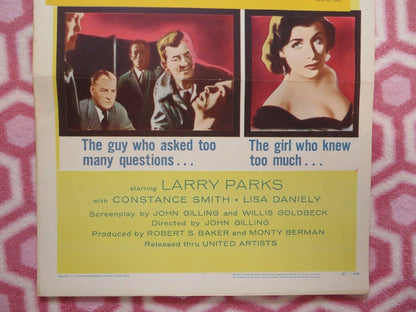 The guy who asked too
many questions . . .
The girl who knew
too much . . .
starring LARRY PARKS
with CONSTANCE SMITH • LISA DANIELY
Screenplay by JOHN GILLING and WILLIS GOLDBECK
Directed by JOHN GILLING
Produced by ROBERT S. BAKER and MONTY BERMAN
Released thru UNITED ARTISTS